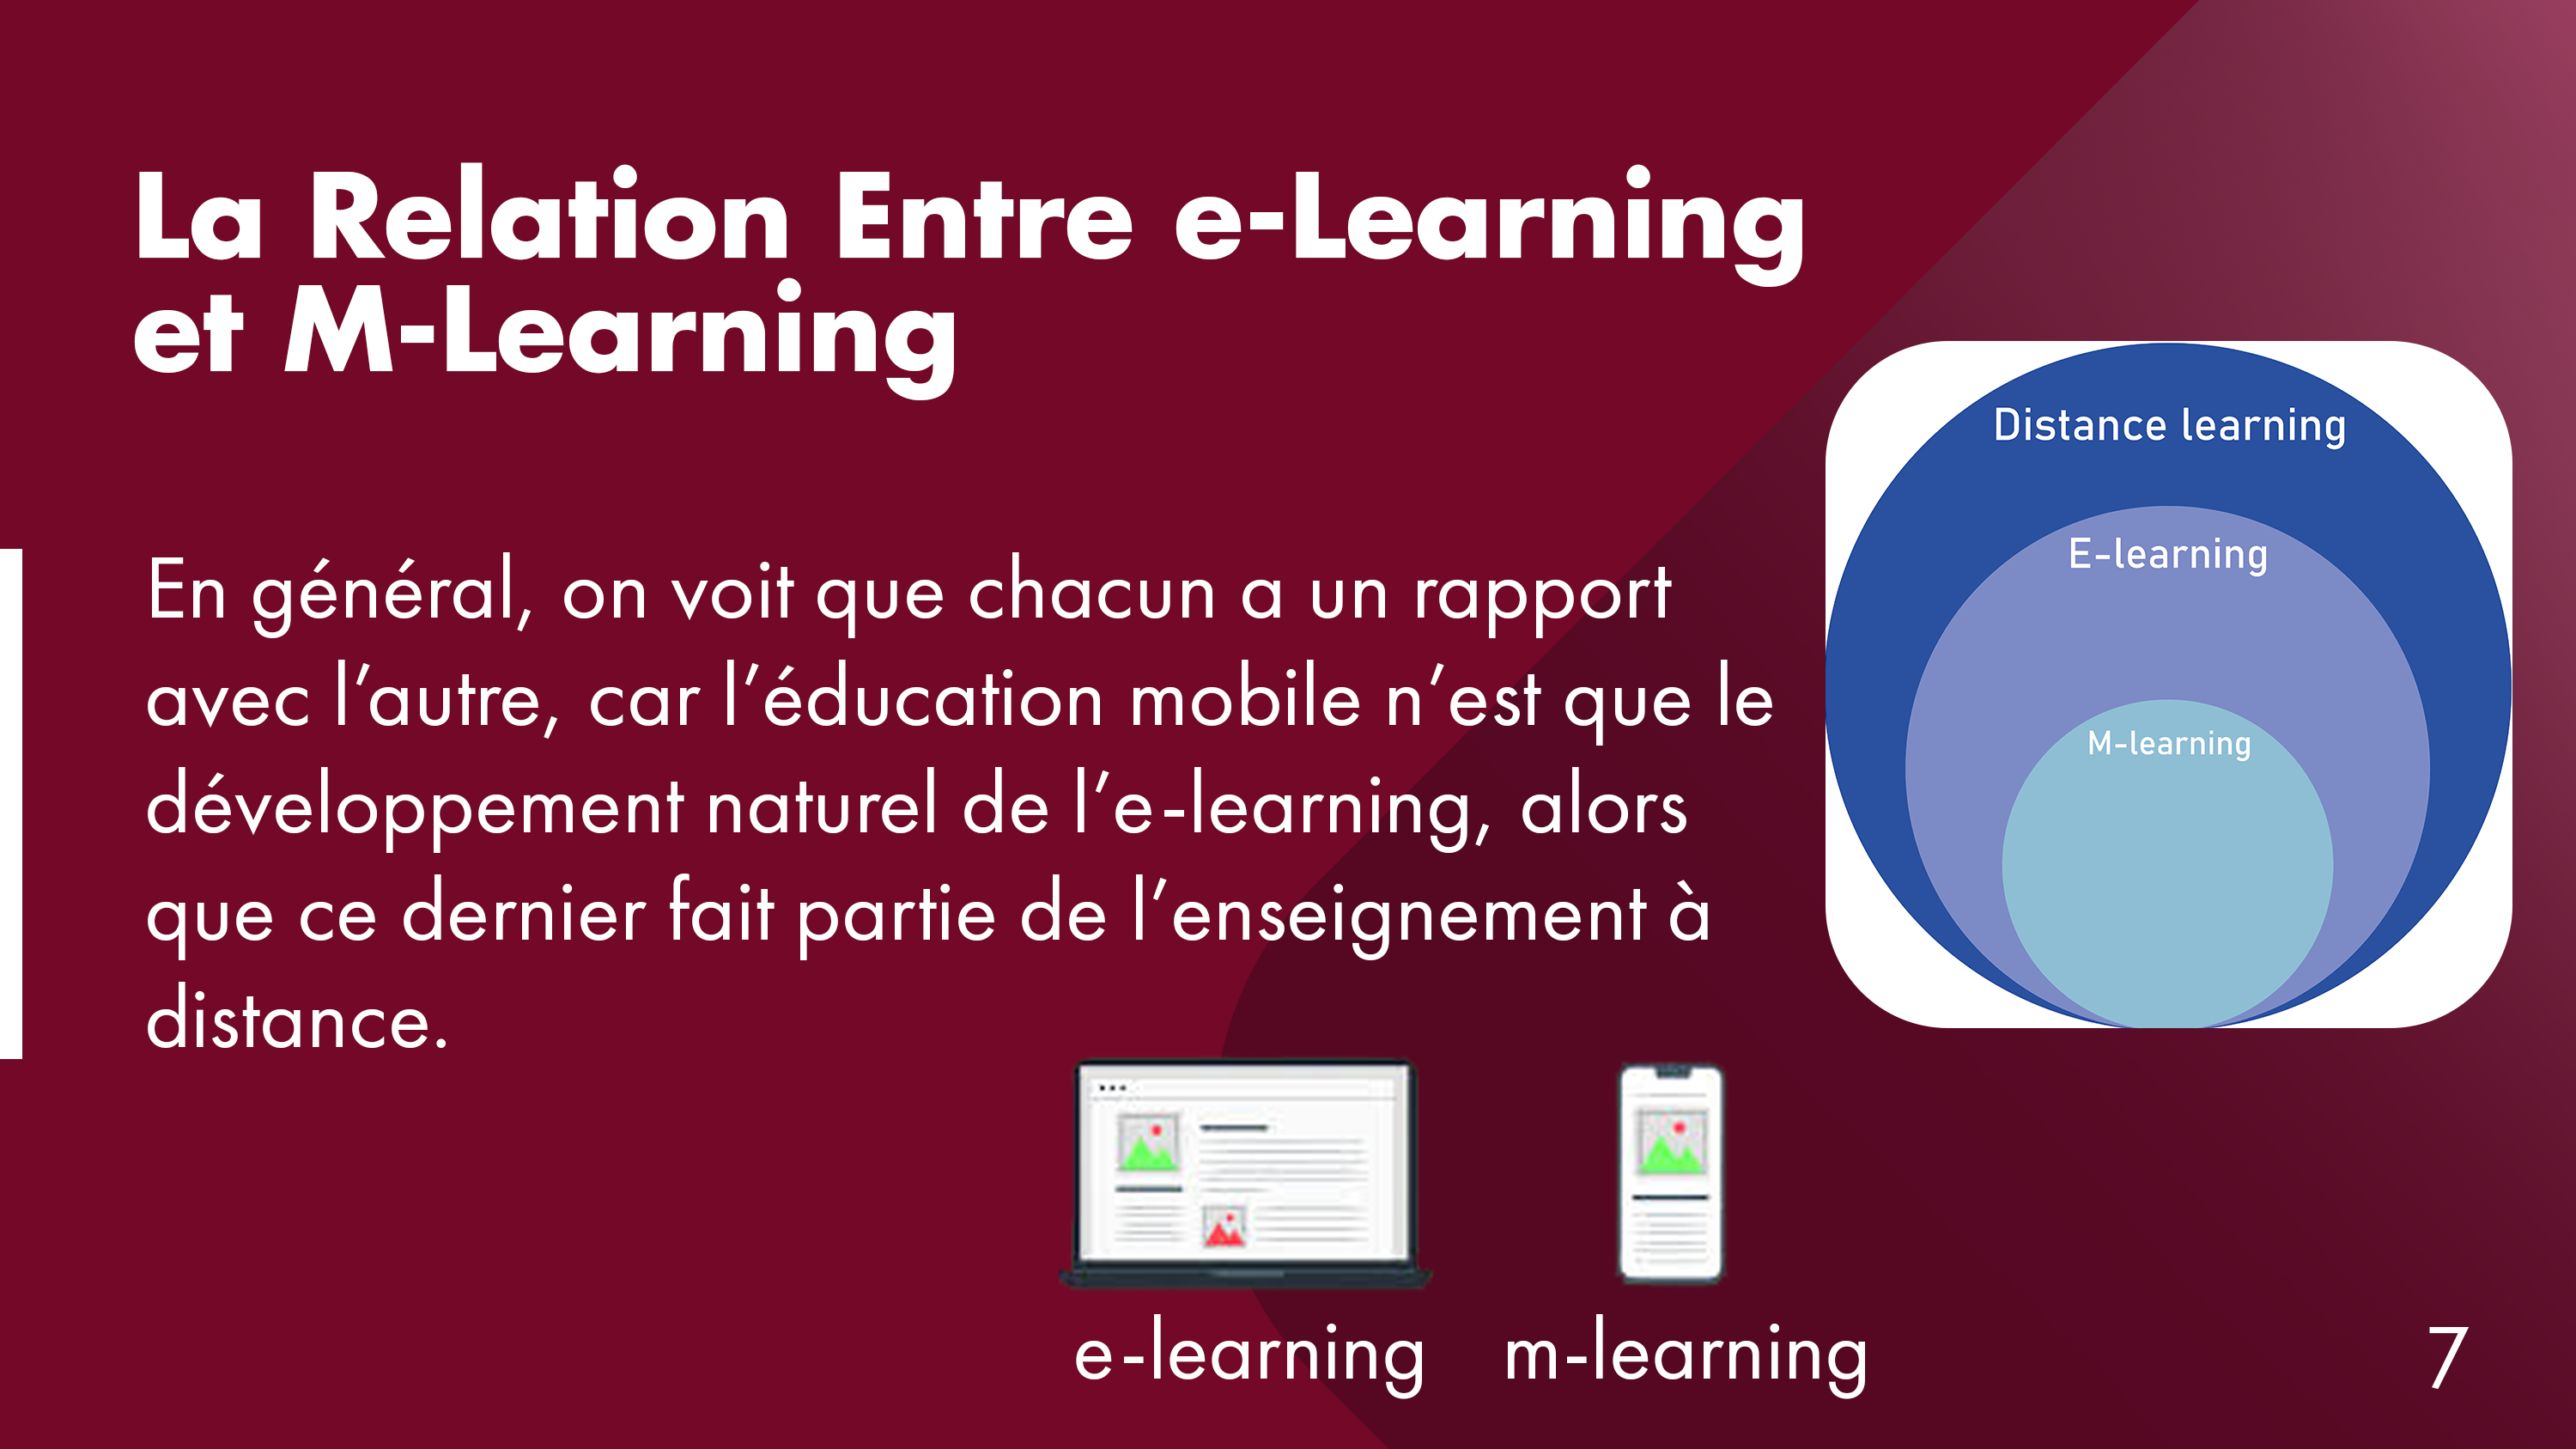 La Relation Entre e-Learning
et M-Learning
En général, on voit que chacun a un rapport
avec l’autre, car l’éducation mobile n’est que le
développement naturel de l’e-learning, alors
que ce dernier fait partie de l’enseignement à
distance.
Distance learning
E-learning
M-learning
e-learning
m-learning
7